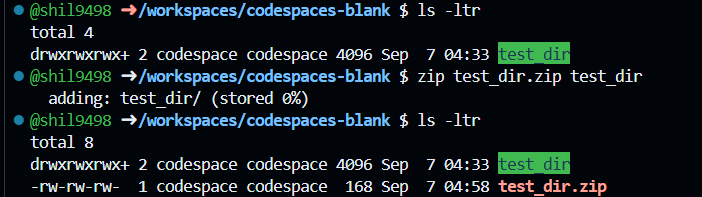 @shil9498 ➜/workspaces/codespaces-blank $ ls -ltr
total 4
drwxrwxrwx+ 2 codespace codespace 4096 Sep  7 04:33 test_dir
@shil9498 ➜/workspaces/codespaces-blank $ zip test_dir.zip test_dir
  adding: test_dir/ (stored 0%)
@shil9498 ➜/workspaces/codespaces-blank $ ls -ltr
total 8
drwxrwxrwx+ 2 codespace codespace 4096 Sep  7 04:33 test_dir
-rw-rw-rw-  1 codespace codespace  168 Sep  7 04:58 test_dir.zip